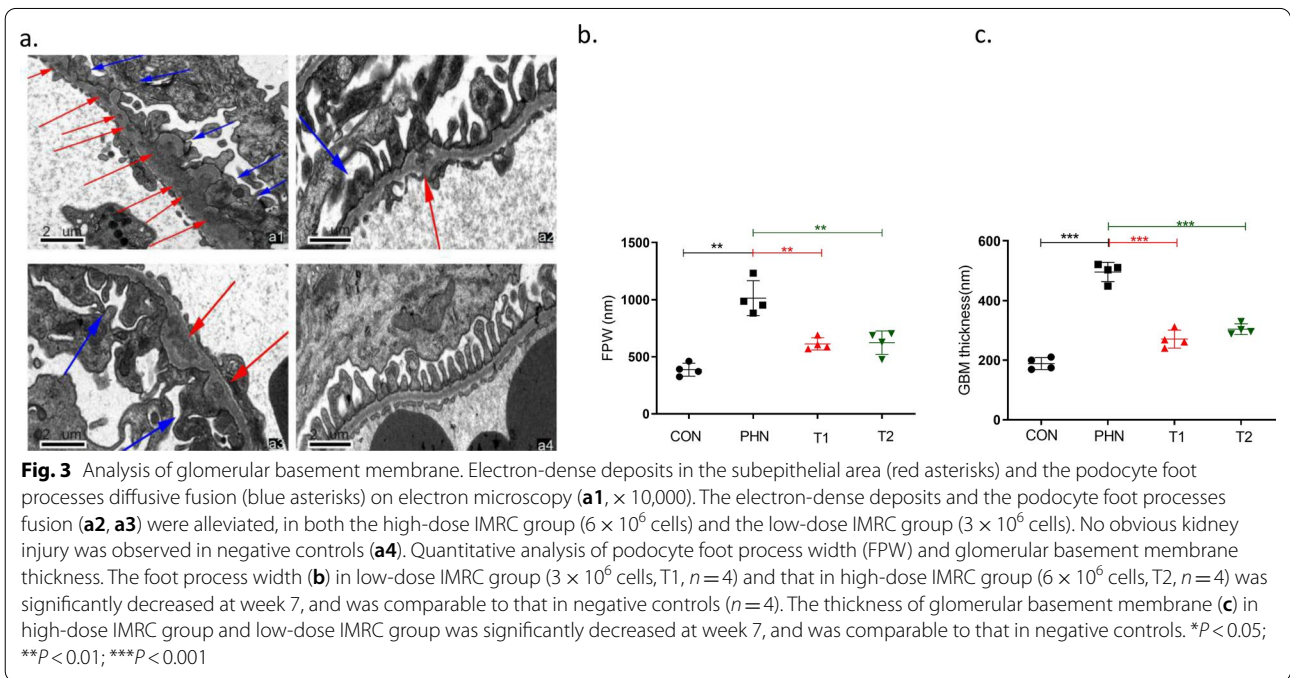 a.
b.
c.
2 um
a1
2 um
a2
2 um
a3
2 um
a4
FPW (nm)
1500
1000
500
0
**
**
**
CON
PHN
T1
T2
GBM thickness(nm)
600
400
200
0
***
***
***
CON
PHN
T1
T2
Fig. 3 Analysis of glomerular basement membrane. Electron-dense deposits in the subepithelial area (red asterisks) and the podocyte foot
processes diffusive fusion (blue asterisks) on electron microscopy (a1, × 10,000). The electron-dense deposits and the podocyte foot processes
fusion (a2, a3) were alleviated, in both the high-dose IMRC group (6 × 10⁶ cells) and the low-dose IMRC group (3 × 10⁶ cells). No obvious kidney
injury was observed in negative controls (a4). Quantitative analysis of podocyte foot process width (FPW) and glomerular basement membrane
thickness. The foot process width (b) in low-dose IMRC group (3 × 10⁶ cells, T1, n = 4) and that in high-dose IMRC group (6 × 10⁶ cells, T2, n = 4) was
significantly decreased at week 7, and was comparable to that in negative controls (n = 4). The thickness of glomerular basement membrane (c) in
high-dose IMRC group and low-dose IMRC group was significantly decreased at week 7, and was comparable to that in negative controls. *P < 0.05;
**P < 0.01; ***P < 0.001